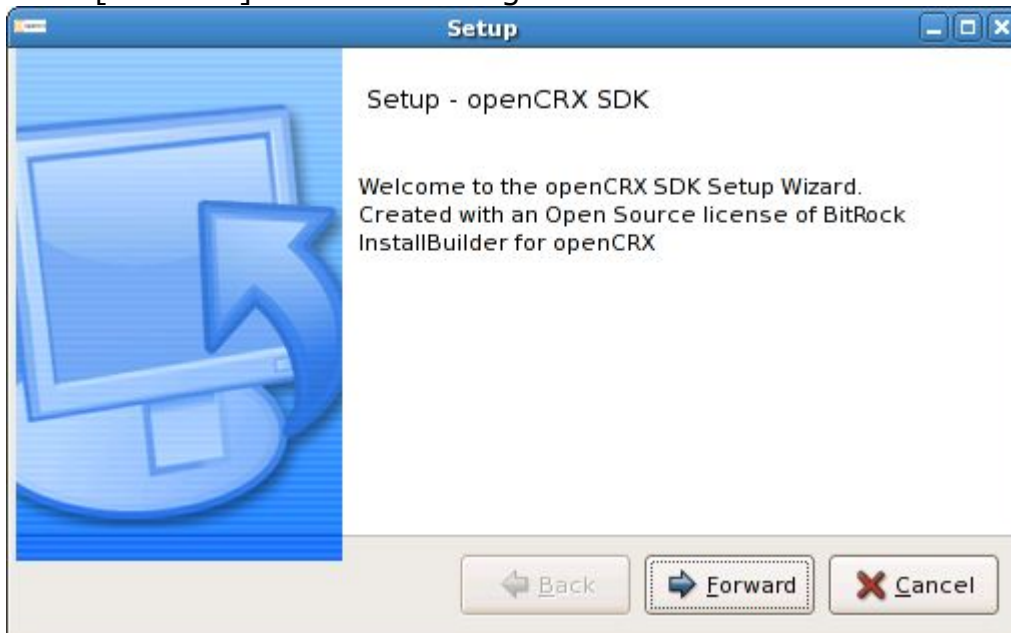 Setup
Setup - openCRX SDK
Welcome to the openCRX SDK Setup Wizard.
Created with an Open Source license of BitRock
InstallBuilder for openCRX
Back
Forward
Cancel